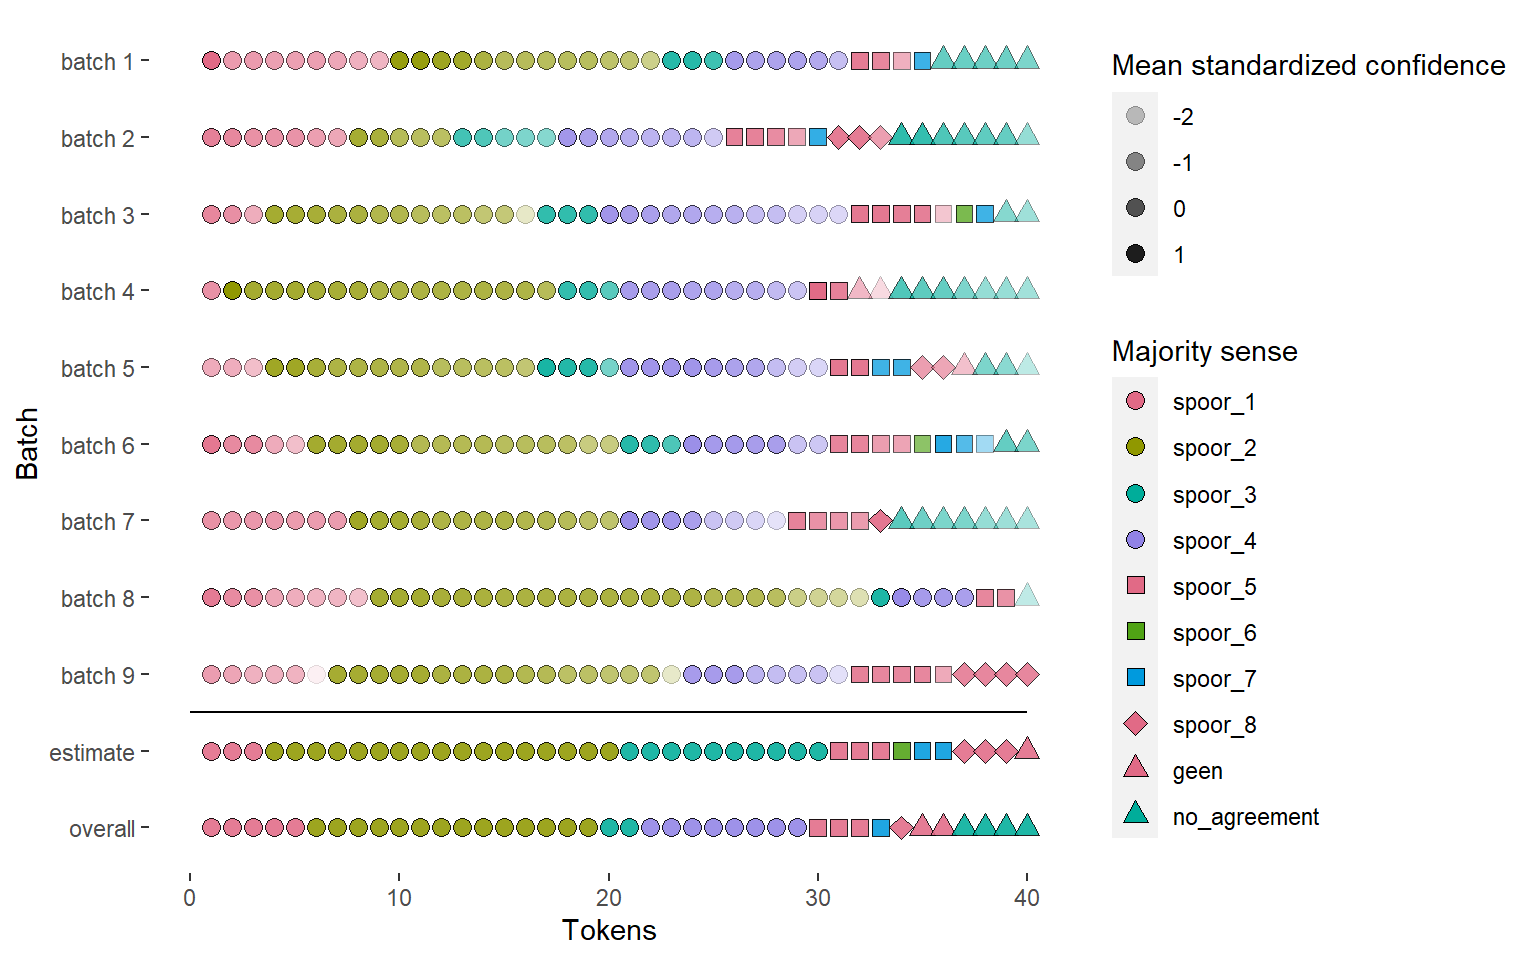 batch 1
batch 2
batch 3
batch 4
batch 5
batch 6
batch 7
batch 8
batch 9
estimate
overall
Batch
0 10 20 30 40
Tokens
Mean standardized confidence
-2
-1
0
1
Majority sense
spoor_1
spoor_2
spoor_3
spoor_4
spoor_5
spoor_6
spoor_7
spoor_8
geen
no_agreement